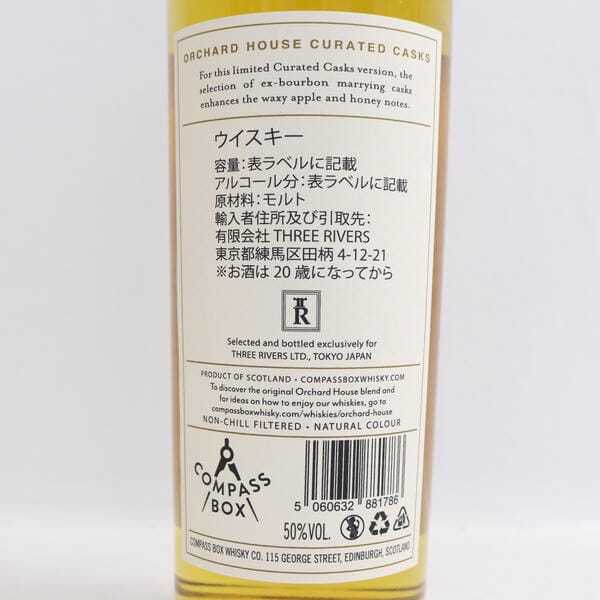 ORCHARD HOUSE CURATED CASKS
For this limited Curated Casks version, the
selection of ex-bourbon marrying casks
enhances the waxy apple and honey notes.
ウイスキー
容量：表ラベルに記載
アルコール分：表ラベルに記載
原材料：モルト
輸入者住所及び引取先：
有限会社 THREE RIVERS
東京都練馬区田柄 4-12-21
※お酒は 20 歳になってから
TR
Selected and bottled exclusively for
THREE RIVERS LTD., TOKYO JAPAN
PRODUCT OF SCOTLAND • COMPASSBOXWHISKY.COM
To discover the original Orchard House blend and
for ideas on how to enjoy our whiskies, go to
compassboxwhisky.com/whiskies/orchard-house
NON-CHILL FILTERED • NATURAL COLOUR
COMPASS
BOX
5 060632 881786
50%VOL.
COMPASS BOX WHISKY CO. 115 GEORGE STREET, EDINBURGH, SCOTLAND